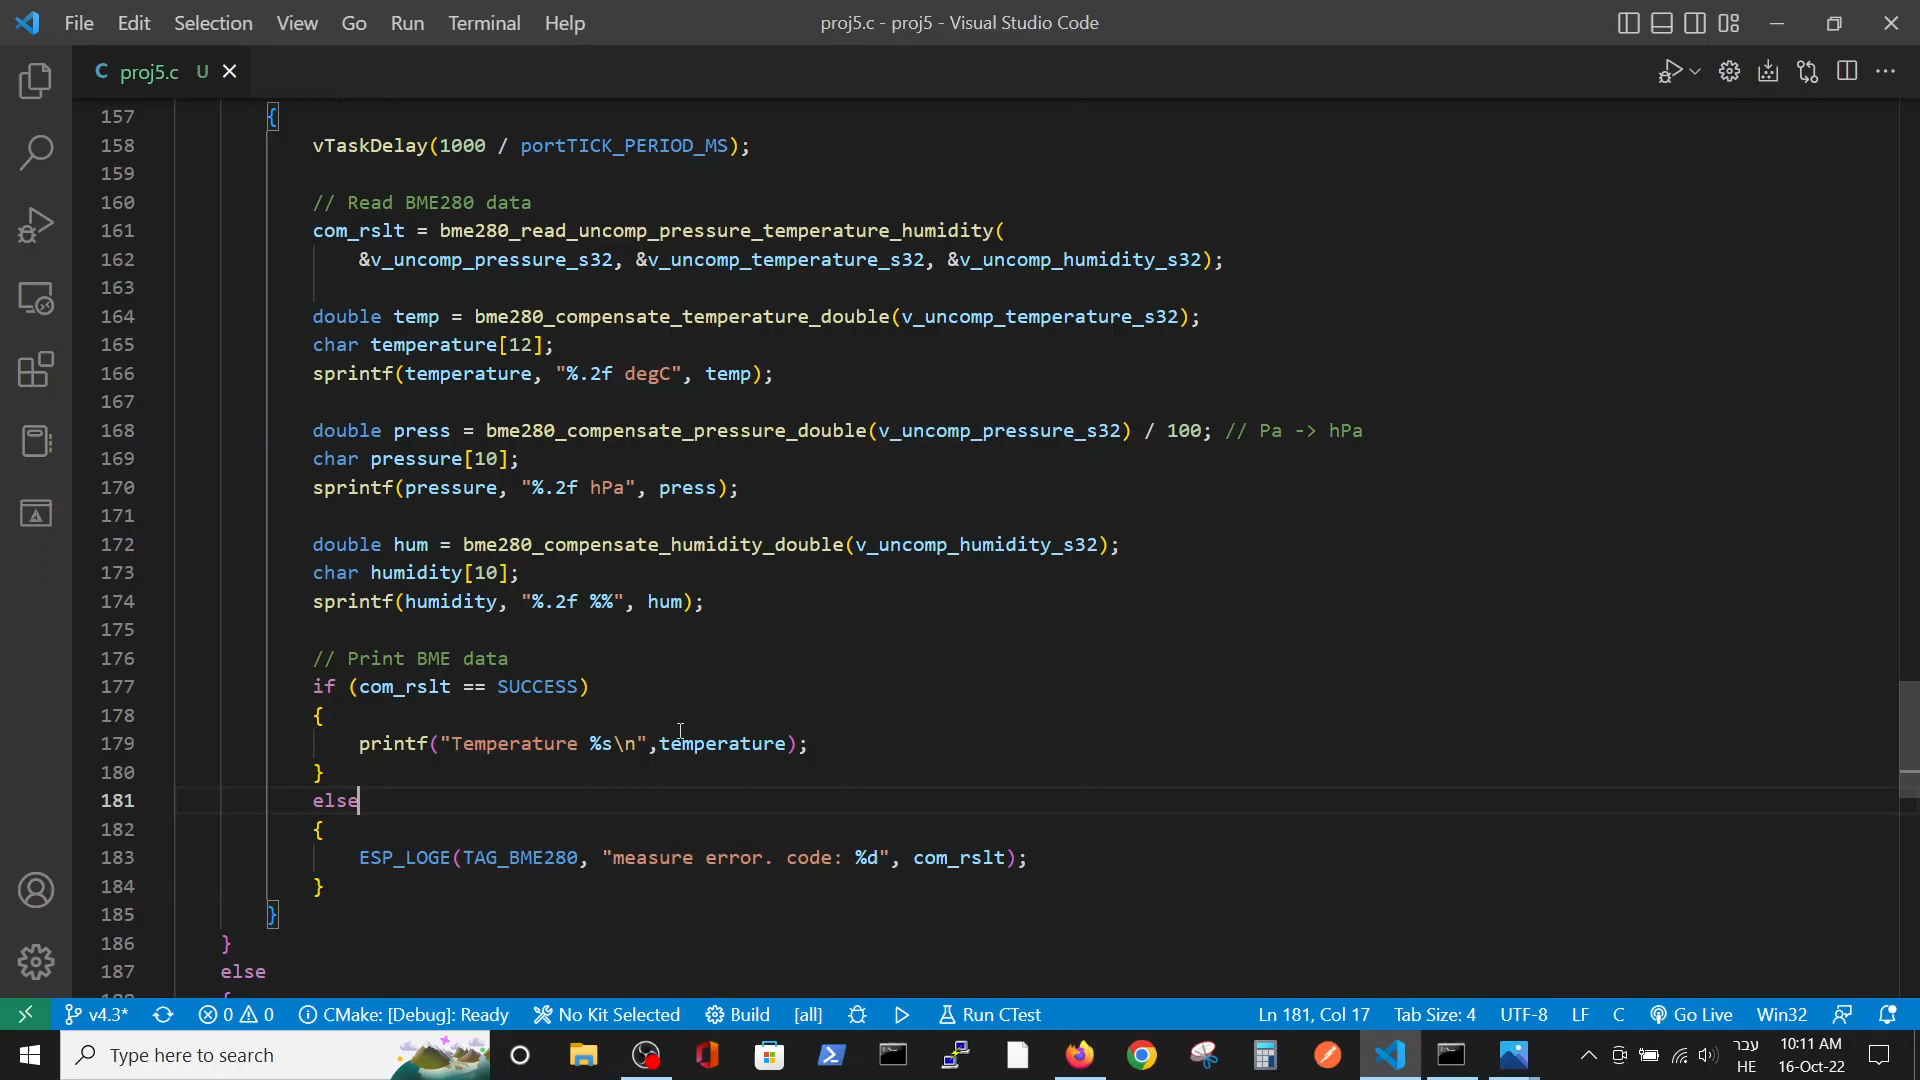 File Edit Selection View Go Run Terminal Help
proj5.c - proj5 - Visual Studio Code
C proj5.c U
157 {
158 vTaskDelay(1000 / portTICK_PERIOD_MS);
159
160 // Read BME280 data
161 com_rslt = bme280_read_uncomp_pressure_temperature_humidity(
162 &v_uncomp_pressure_s32, &v_uncomp_temperature_s32, &v_uncomp_humidity_s32);
163
164 double temp = bme280_compensate_temperature_double(v_uncomp_temperature_s32);
165 char temperature[12];
166 sprintf(temperature, "%.2f degC", temp);
167
168 double press = bme280_compensate_pressure_double(v_uncomp_pressure_s32) / 100; // Pa -> hPa
169 char pressure[10];
170 sprintf(pressure, "%.2f hPa", press);
171
172 double hum = bme280_compensate_humidity_double(v_uncomp_humidity_s32);
173 char humidity[10];
174 sprintf(humidity, "%.2f %%", hum);
175
176 // Print BME data
177 if (com_rslt == SUCCESS)
178 {
179 printf("Temperature %s\n",temperature);
180 }
181 else
182 {
183 ESP_LOGE(TAG_BME280, "measure error. code: %d", com_rslt);
184 }
185 }
186 }
187 else
v4.3* 0 0 CMake: [Debug]: Ready No Kit Selected Build [all] Run CTest Ln 181, Col 17 Tab Size: 4 UTF-8 LF C Go Live Win32
Type here to search
עבר
HE
10:11 AM
16-Oct-22